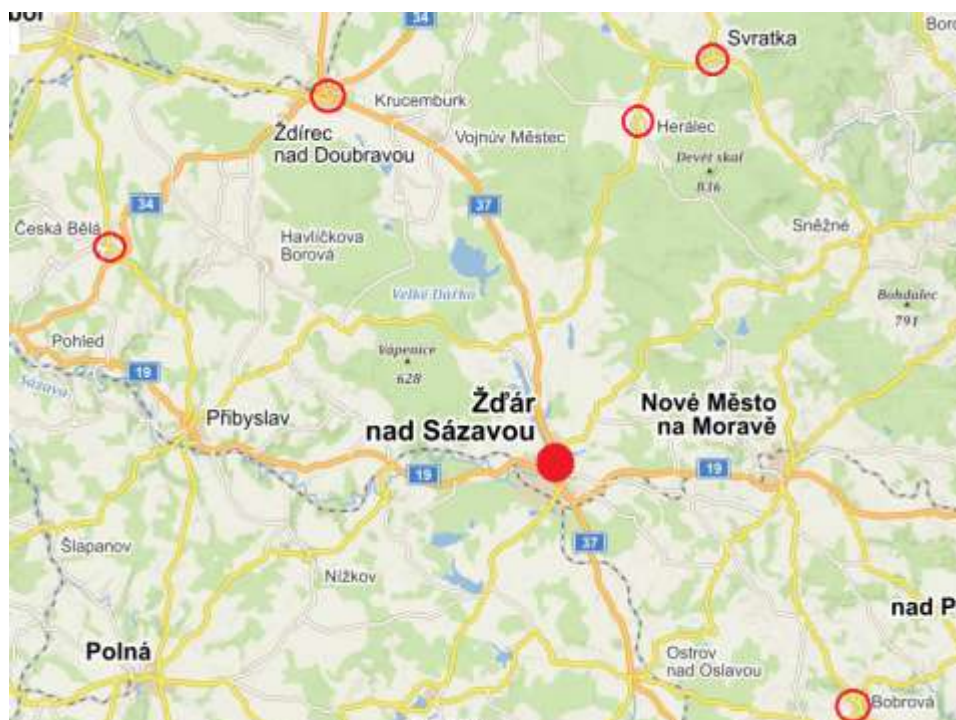 34
Svratka
Krucemburk
Ždírec
nad Doubravou
Vojnův Městec
Herálec
Devět skal
836
34
37
Česká Bělá
Havlíčkova
Borová
Sněžné
Velké Dářko
Bohdalec
791
Pohled
Vápenice
628
19
Sázava
Žďár
nad Sázavou
Nové Město
na Moravě
Přibyslav
19
19
37
Šlapanov
Nížkov
nad P
Polná
Ostrov
nad Oslavou
Bobrová